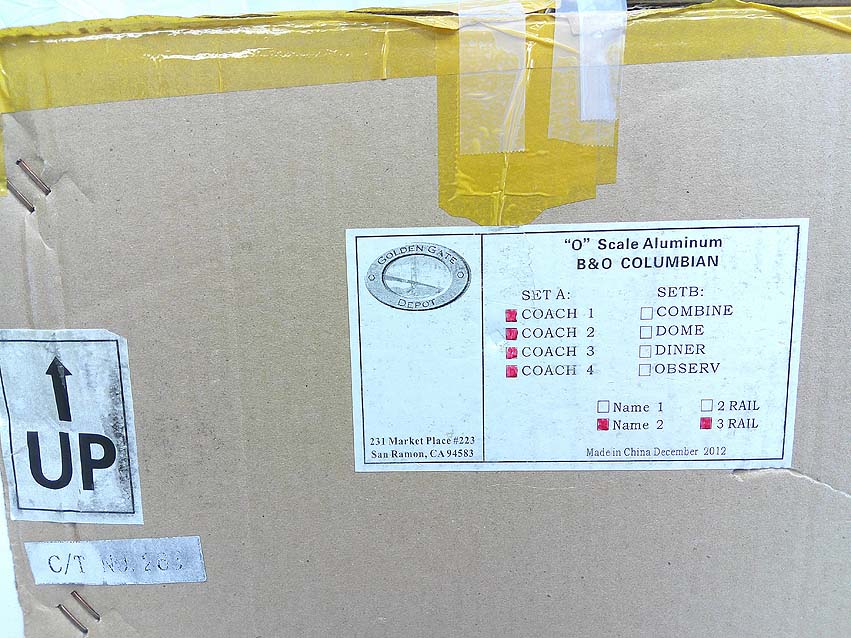 GOLDEN GATE
DEPOT
231 Market Place #223
San Ramon, CA 94583
"O" Scale Aluminum
B&O COLUMBIAN
SET A:
COACH 1
COACH 2
COACH 3
COACH 4
SETB:
COMBINE
DOME
DINER
OBSERV
Name 1
Name 2
2 RAIL
3 RAIL
Made in China December 2012
UP
C/T NO.